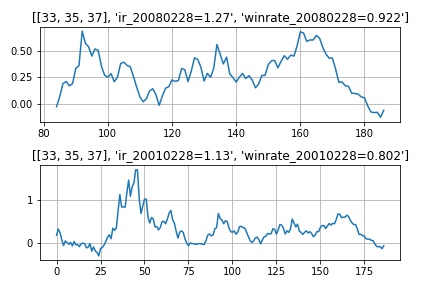 [[33, 35, 37], 'ir_20080228=1.27', 'winrate_20080228=0.922']
0.50
0.25
0.00
80 100 120 140 160 180
[[33, 35, 37], 'ir_20010228=1.13', 'winrate_20010228=0.802']
1
0
0 25 50 75 100 125 150 175